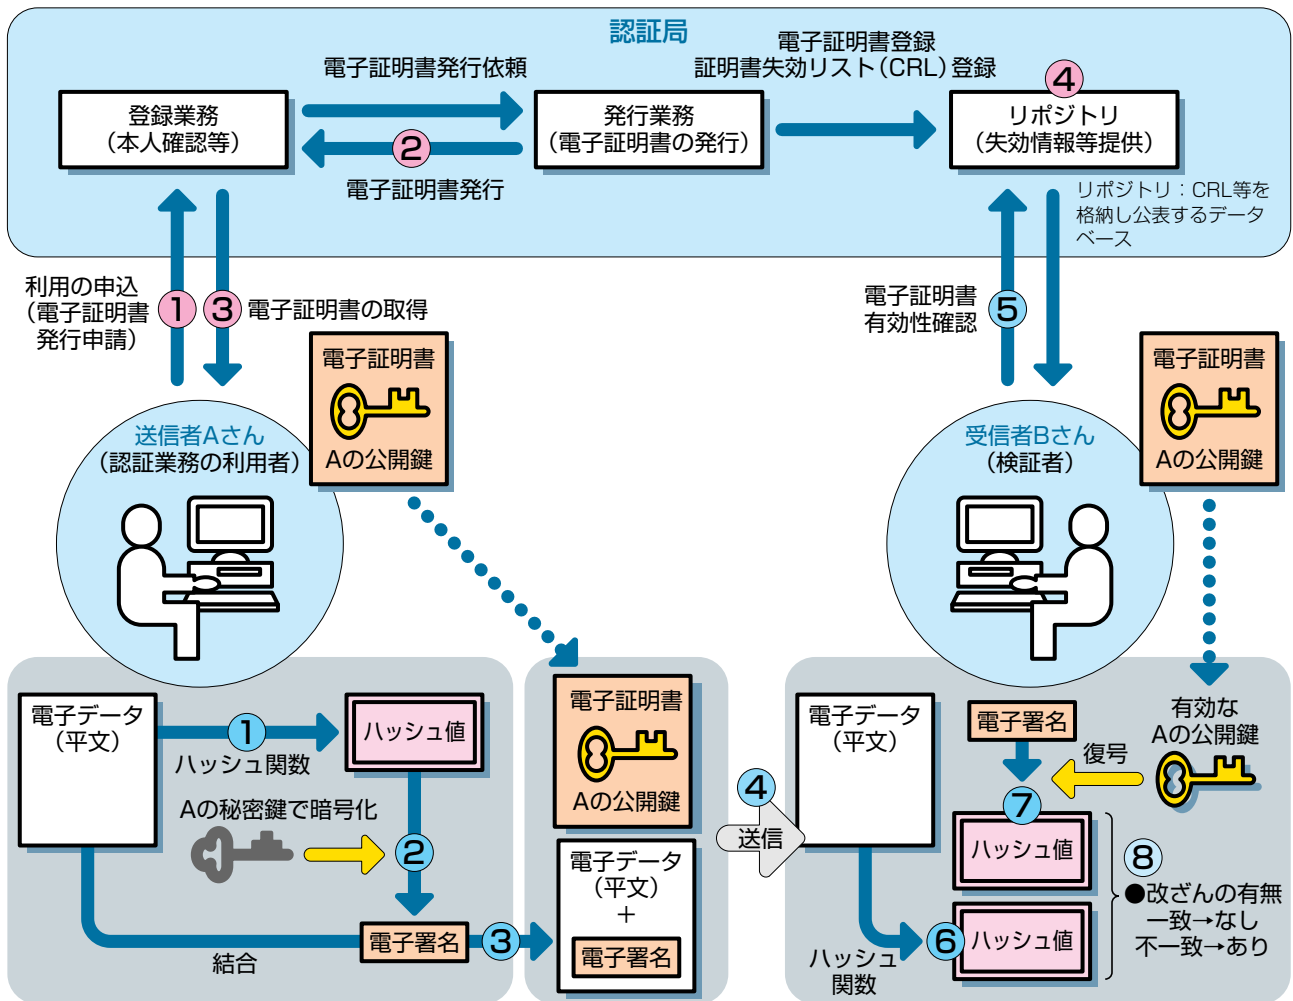 認証局
電子証明書発行依頼
電子証明書登録
証明書失効リスト(CRL)登録
④
登録業務
(本人確認等)
発行業務
(電子証明書の発行)
リポジトリ
(失効情報等提供)
②
電子証明書発行
リポジトリ:CRL等を
格納し公表するデータ
ベース
利用の申込
(電子証明書
発行申請)
①
③
電子証明書の取得
電子証明書
有効性確認
⑤
電子証明書
Aの公開鍵
電子証明書
Aの公開鍵
送信者Aさん
(認証業務の利用者)
受信者Bさん
(検証者)
電子データ
(平文)
①
ハッシュ関数
ハッシュ値
Aの秘密鍵で暗号化
②
電子署名
結合
③
電子証明書
Aの公開鍵
電子データ
(平文)
+
電子署名
④
送信
電子データ
(平文)
電子署名
有効な
Aの公開鍵
復号
⑦
ハッシュ値
⑥
ハッシュ値
ハッシュ
関数
⑧
●改ざんの有無
一致→なし
不一致→あり